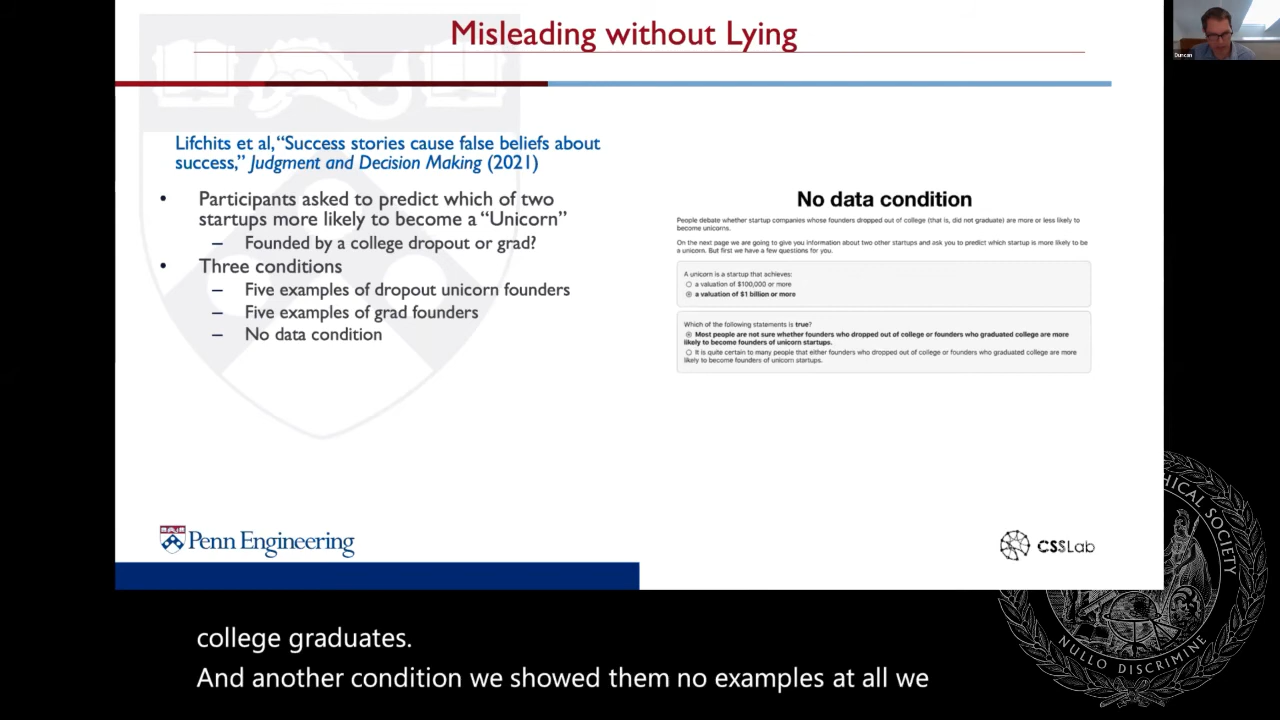 Misleading without Lying
Duncan
Lifchits et al, “Success stories cause false beliefs about
success,” Judgment and Decision Making (2021)
• Participants asked to predict which of two
startups more likely to become a “Unicorn”
– Founded by a college dropout or grad?
• Three conditions
– Five examples of dropout unicorn founders
– Five examples of grad founders
– No data condition
No data condition
People debate whether startup companies whose founders dropped out of college (that is, did not graduate) are more or less likely to
become unicorns.
On the next page we are going to give you information about two other startups and ask you to predict which startup is more likely to be
a unicorn. But first we have a few questions for you.
A unicorn is a startup that achieves:
a valuation of $100,000 or more
a valuation of $1 billion or more
Which of the following statements is true?
Most people are not sure whether founders who dropped out of college or founders who graduated college are more
likely to become founders of unicorn startups.
It is quite certain to many people that either founders who dropped out of college or founders who graduated college are more
likely to become founders of unicorn startups.
Penn Engineering
CSSLab
HICAL SOCIETY
NULLO DISCRIMINE
college graduates.
And another condition we showed them no examples at all we